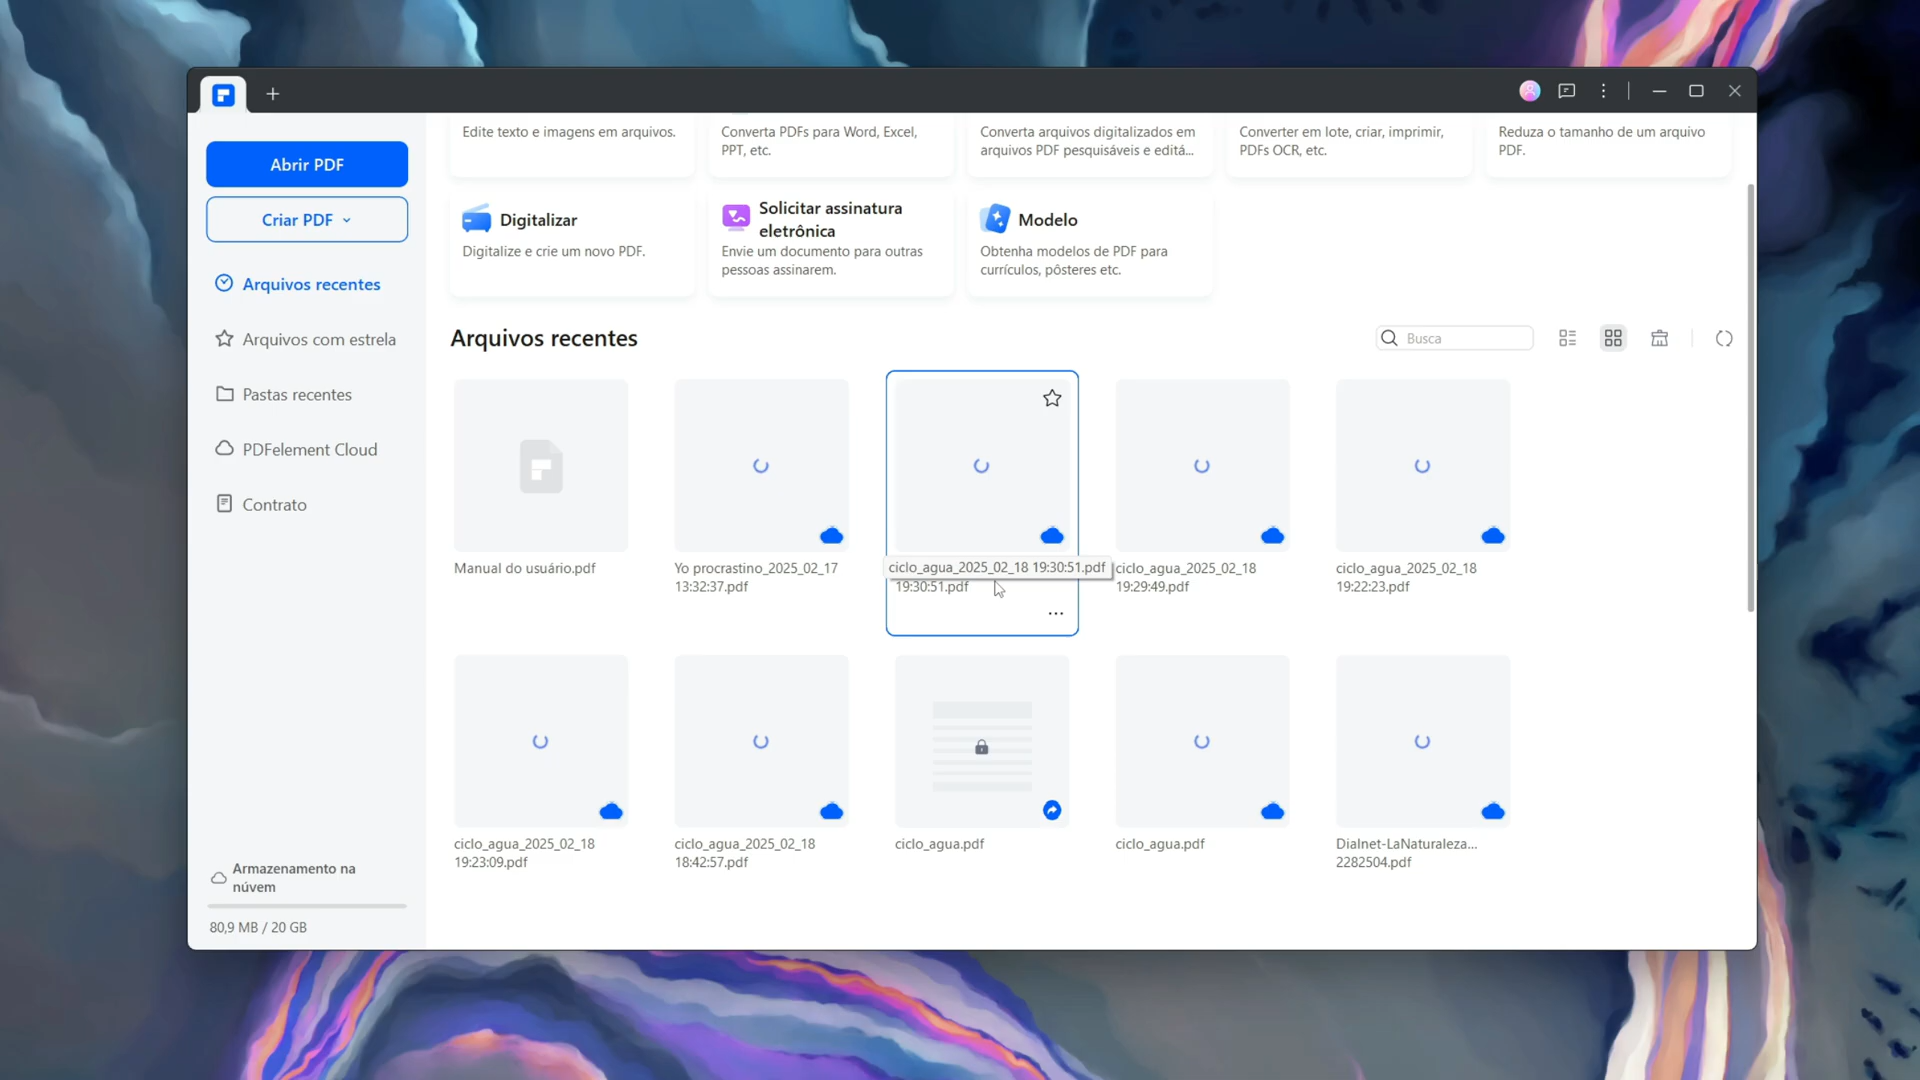 Edite texto e imagens em arquivos.
Converta PDFs para Word, Excel,
PPT, etc.
Converta arquivos digitalizados em
arquivos PDF pesquisáveis e editá...
Converter em lote, criar, imprimir,
PDFs OCR, etc.
Reduza o tamanho de um arquivo
PDF.
Abrir PDF
Criar PDF
Arquivos recentes
Arquivos com estrela
Pastas recentes
PDFelement Cloud
Contrato
Digitalizar
Digitalize e crie um novo PDF.
Solicitar assinatura
eletrônica
Envie um documento para outras
pessoas assinarem.
Modelo
Obtenha modelos de PDF para
currículos, pôsteres etc.
Arquivos recentes
Busca
Manual do usuário.pdf
Yo procrastino_2025_02_17
13:32:37.pdf
ciclo_agua_2025_02_18 19:30:51.pdf
19:30:51.pdf
ciclo_agua_2025_02_18
19:29:49.pdf
ciclo_agua_2025_02_18
19:22:23.pdf
ciclo_agua_2025_02_18
19:23:09.pdf
ciclo_agua_2025_02_18
18:42:57.pdf
ciclo_agua.pdf
ciclo_agua.pdf
Dialnet-LaNaturaleza...
2282504.pdf
Armazenamento na
núvem
80,9 MB / 20 GB